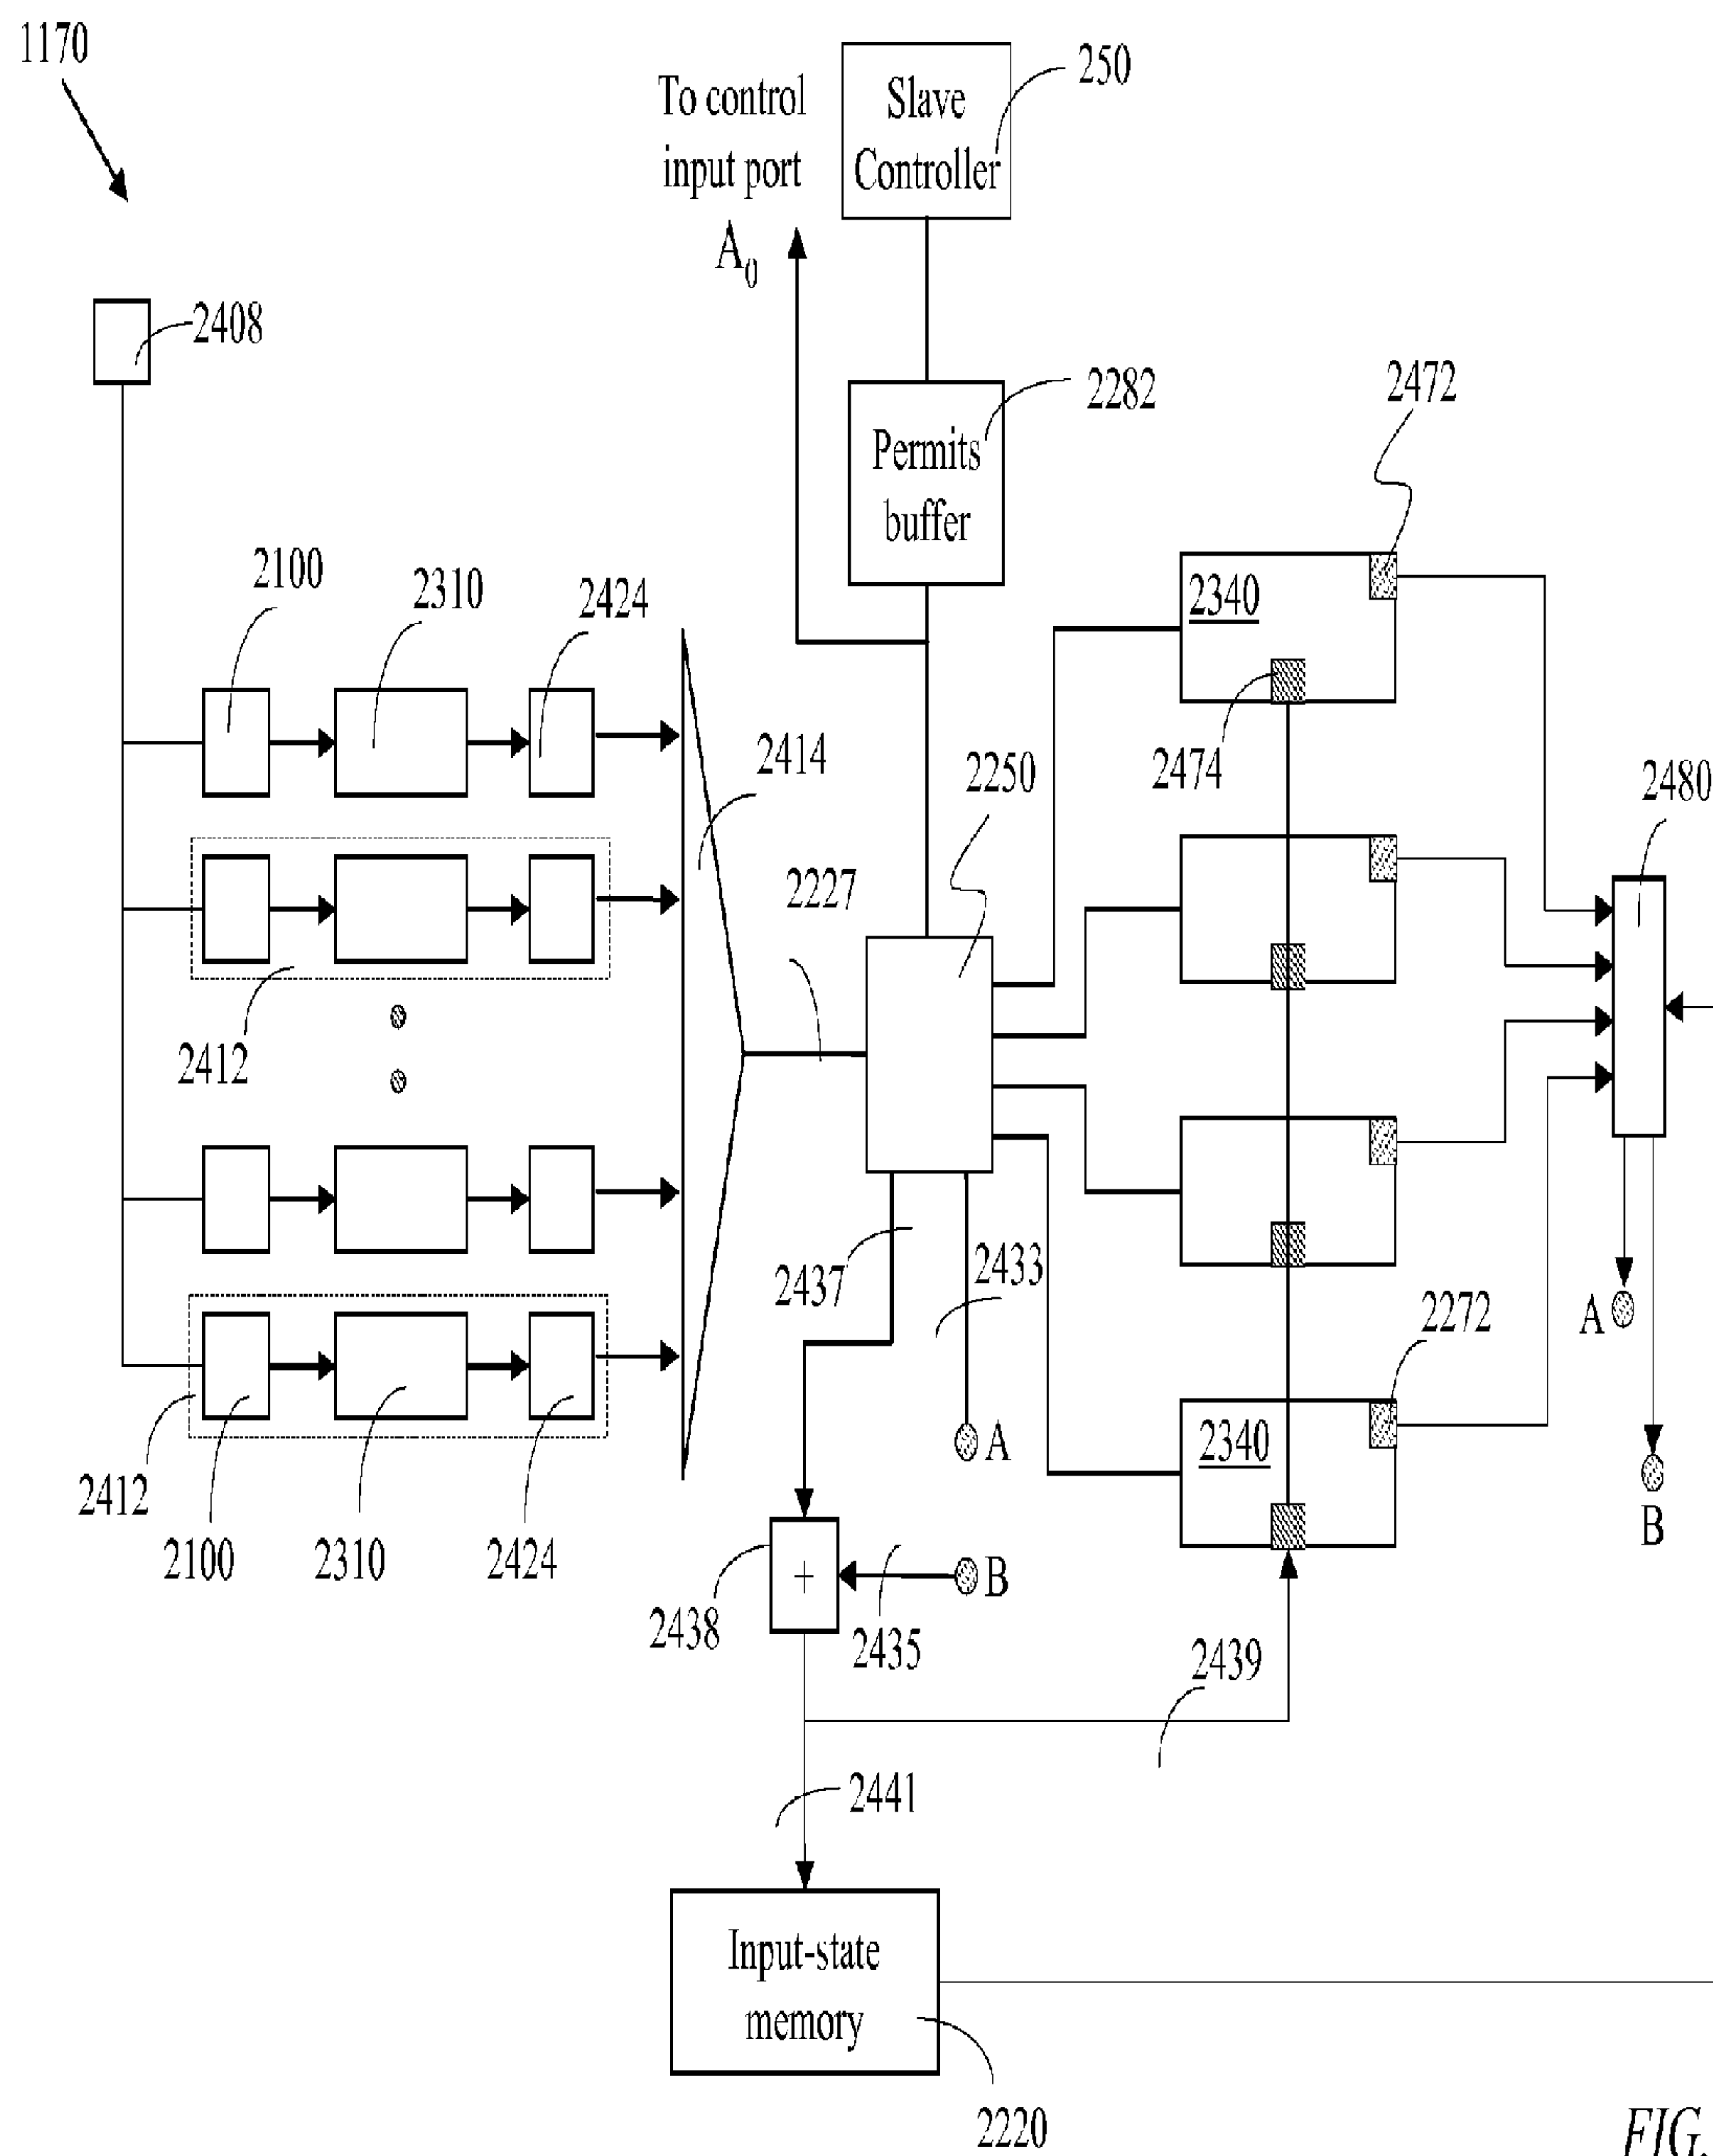 1170
To control
input port
A0
Slave
Controller
250
2408
Permits
buffer
2282
2472
2100
2310
2424
2340
2414
2474
2250
2480
2227
2412
2437
2433
A
2272
A
2340
2412
2100
2310
2424
B
2438
+
B
2435
2439
2441
Input-state
memory
2220
FIG.